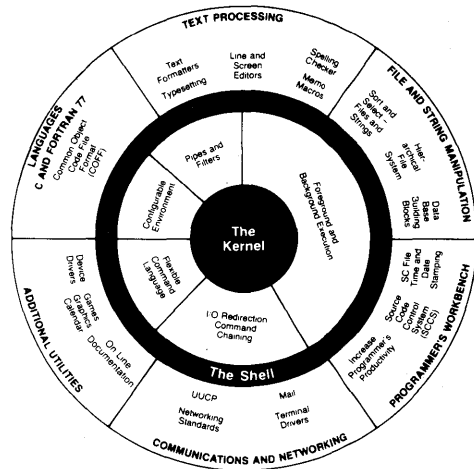 TEXT PROCESSING
Text
Formatters
Typesetting
Line and
Screen
Editors
Spelling
Checker
Memo
Macros
FILE AND STRING MANIPULATION
Sort and
Select –
Files and
Strings
Hier-
archical
File
System
Data
Base
Building
Blocks
PROGRAMMER'S WORKBENCH
SC File
Time and
Date
Stamping
Source
Code
Control
System
(SCCS)
Increase
Programmer's
Productivity
COMMUNICATIONS AND NETWORKING
UUCP
Networking
Standards
Mail
Terminal
Drivers
ADDITIONAL UTILITIES
Device
Drivers
Games
Graphics
Calendar
On Line
Documentation
LANGUAGES
C AND FORTRAN 77
Common Object
Code File
Format
(COFF)
Pipes and
Filters
Foreground and
Background Execution
I/O Redirection
Command
Chaining
Flexible
Command
Language
Configurable
Environment
The
Kernel
The Shell